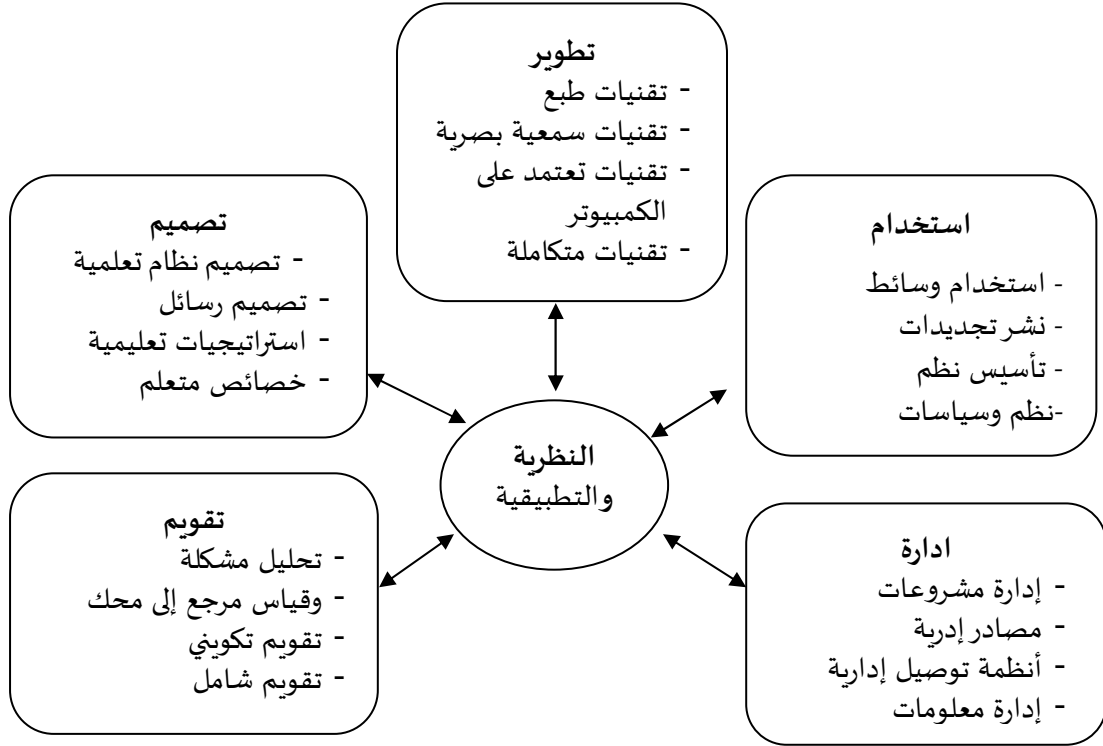 تطوير
- تقنيات طبع
- تقنيات سمعية بصرية
- تقنيات تعتمد على
الكمبيوتر
- تقنيات متكاملة
استخدام
- استخدام وسائط
- نشر تجديدات
- تأسيس نظم
-نظم وسياسات
تصميم
- تصميم نظام تعلمية
- تصميم رسائل
- استراتيجيات تعليمية
- خصائص متعلم
النظرية
والتطبيقية
ادارة
- إدارة مشروعات
- مصادر إدرية
- أنظمة توصيل إدارية
- إدارة معلومات
تقويم
- تحليل مشكلة
- وقياس مرجع إلى محك
- تقويم تكويني
- تقويم شامل